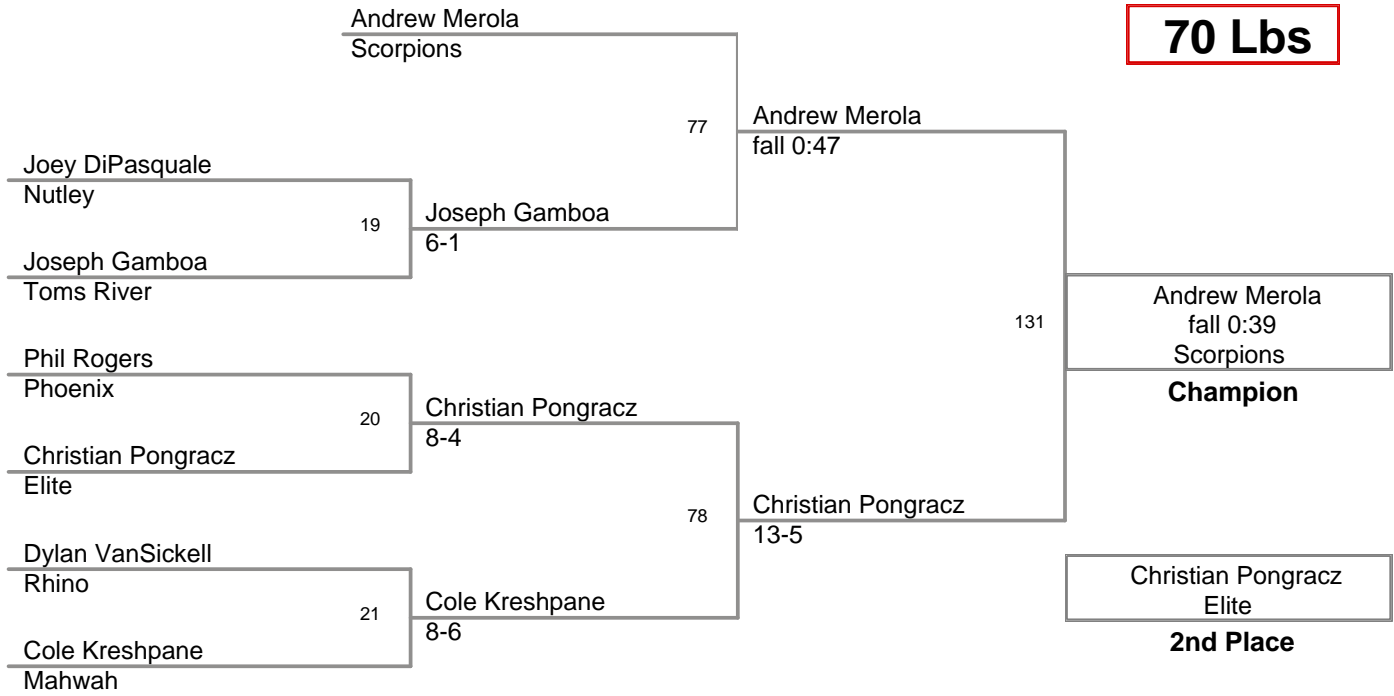 Andrew Merola
Scorpions
70 Lbs
77
Andrew Merola
fall 0:47
Joey DiPasquale
Nutley
19
Joseph Gamboa
6-1
Joseph Gamboa
Toms River
131
Andrew Merola
fall 0:39
Scorpions
Champion
Phil Rogers
Phoenix
20
Christian Pongracz
8-4
Christian Pongracz
Elite
78
Christian Pongracz
13-5
Dylan VanSickell
Rhino
21
Cole Kreshpane
8-6
Cole Kreshpane
Mahwah
Christian Pongracz
Elite
2nd Place